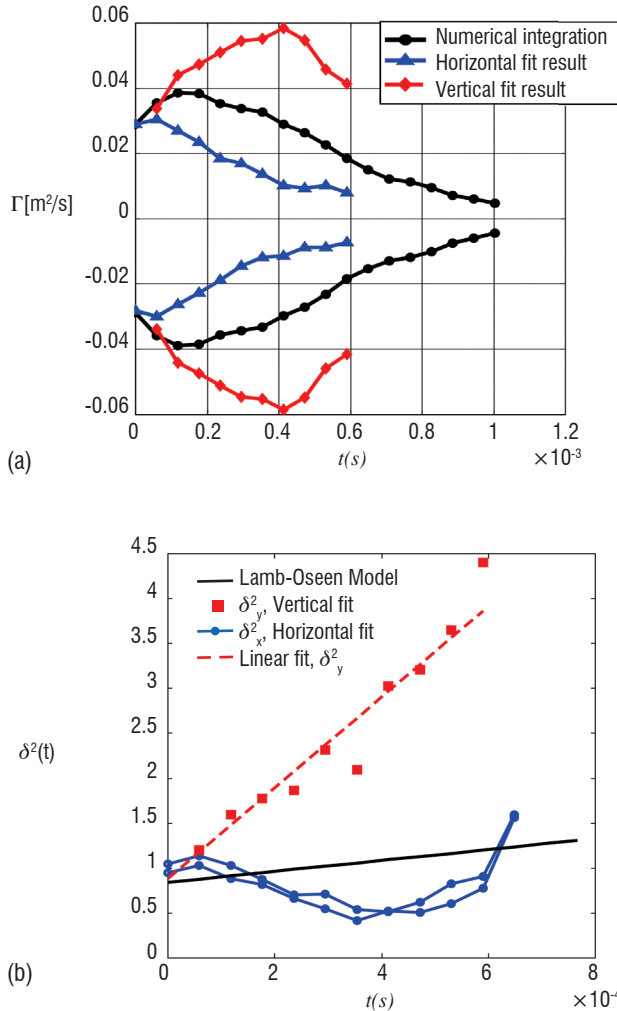 0.06
0.04
0.02
0
-0.02
-0.04
-0.06
Γ[m²/s]
Numerical integration
Horizontal fit result
Vertical fit result
0 0.2 0.4 0.6 0.8 1 1.2
t(s) ×10⁻³
(a)
4.5
4
3.5
3
2.5
2
1.5
1
0.5
0
δ²(t)
Lamb-Oseen Model
δ²y, Vertical fit
δ²x, Horizontal fit
Linear fit, δ²y
0 2 4 6 8
t(s) ×10⁻⁴
(b)